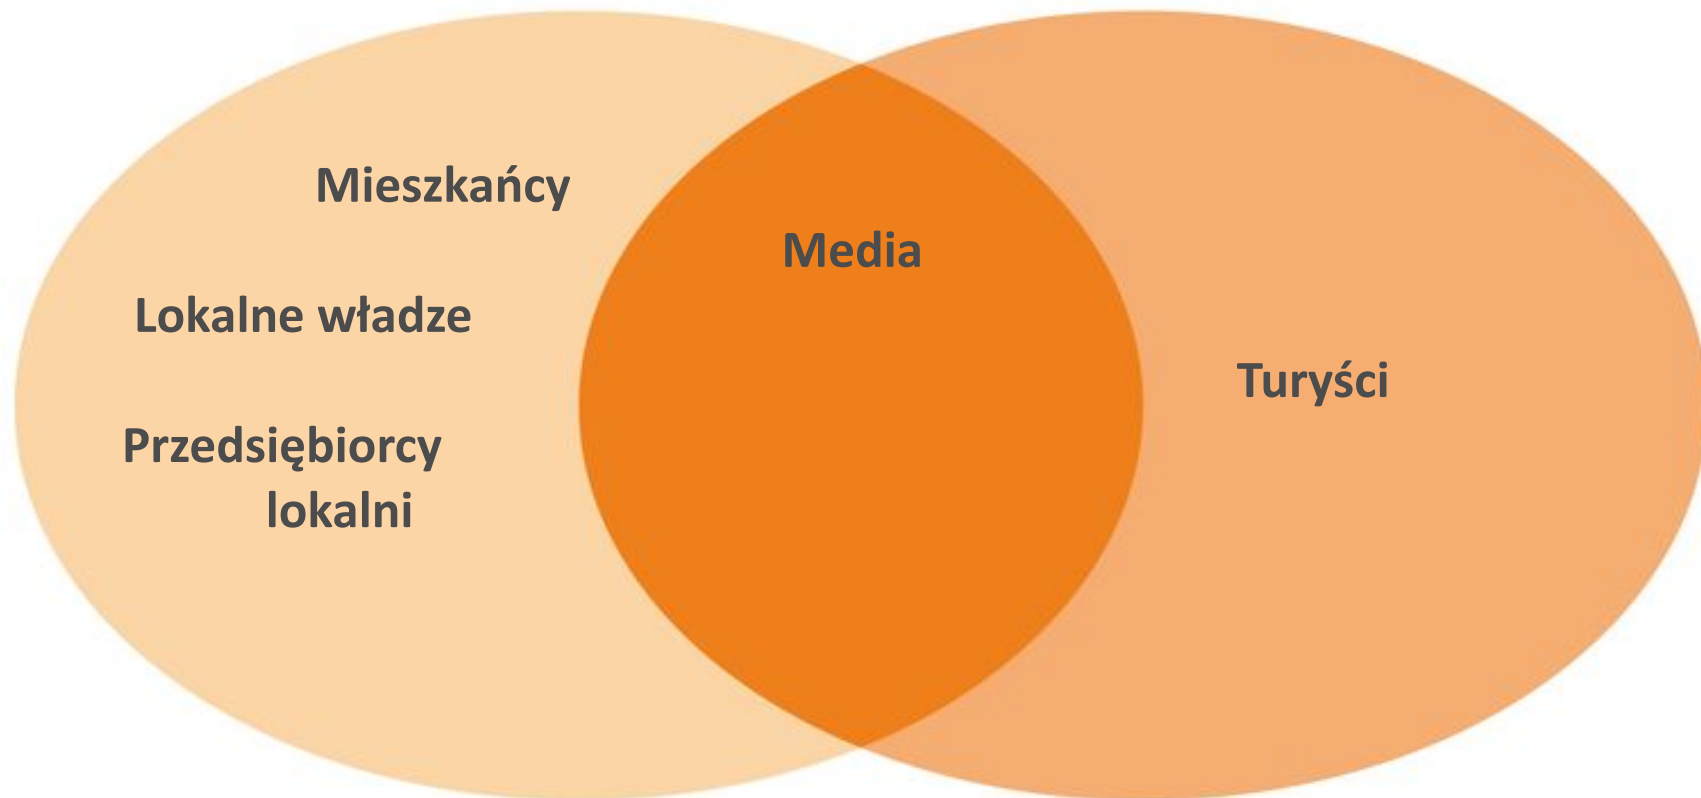 Mieszkańcy
Lokalne władze
Przedsiębiorcy
lokalni
Media
Turyści